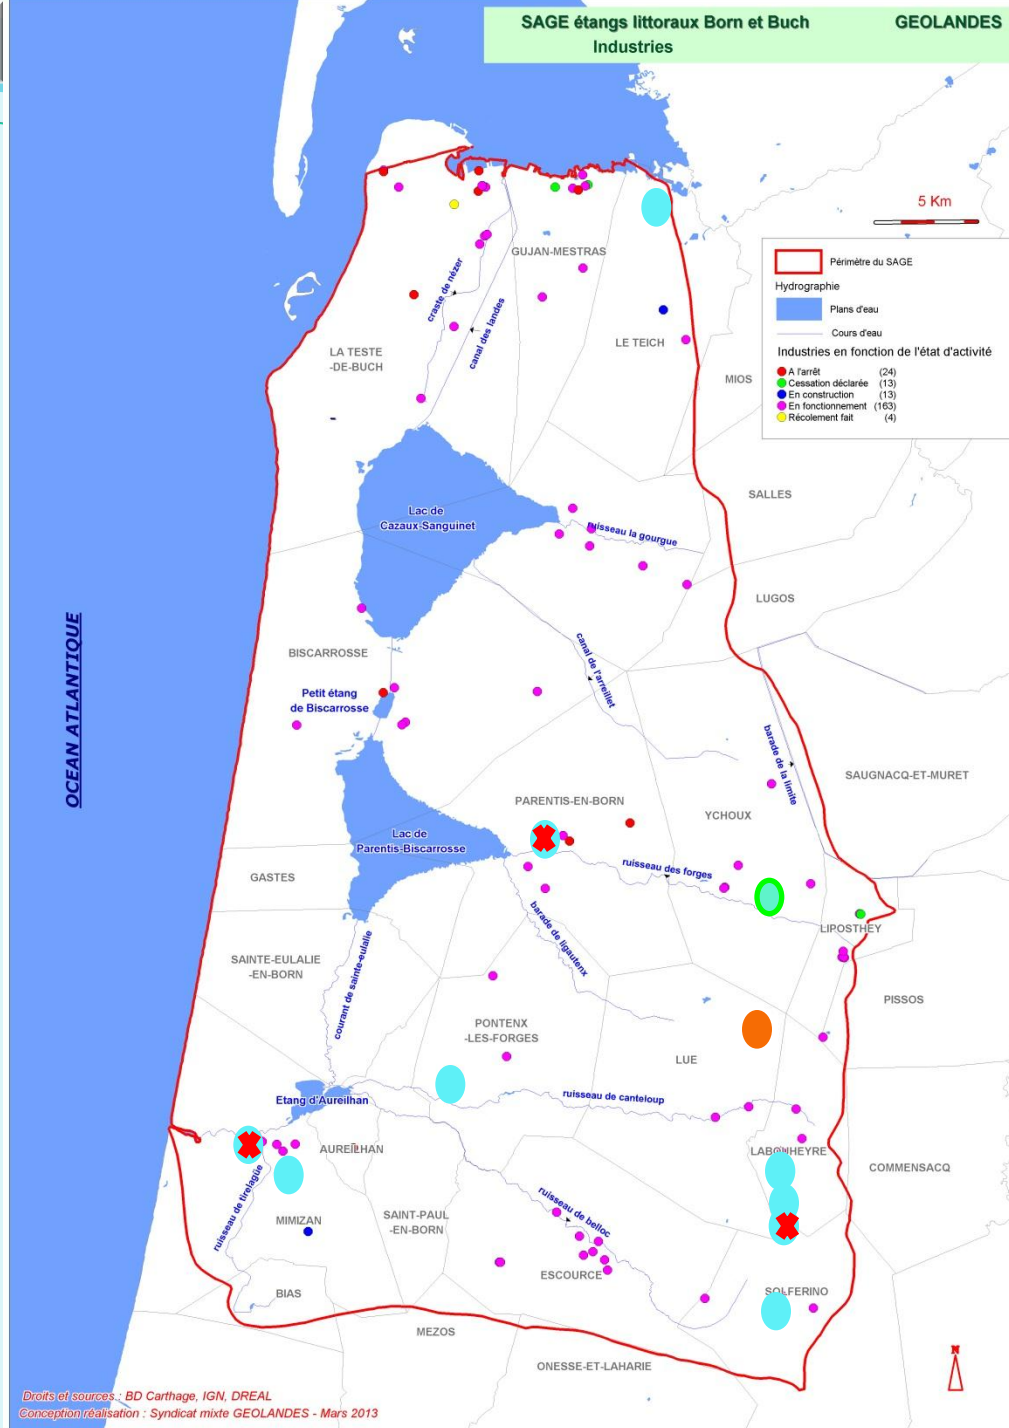 SAGE étangs littoraux Born et Buch
GEOLANDES
Industries
5 Km
Périmètre du SAGE
Hydrographie
Plans d'eau
Cours d'eau
Industries en fonction de l'état d'activité
A l'arrêt (24)
Cessation déclarée (13)
En construction (13)
En fonctionnement (163)
Récolement fait (4)
GUJAN-MESTRAS
craste de nézer
canal des landes
LA TESTE
-DE-BUCH
LE TEICH
MIOS
SALLES
Lac de
Cazaux-Sanguinet
ruisseau la gourgue
LUGOS
OCEAN ATLANTIQUE
BISCARROSSE
canal de l'arreillet
Petit étang
de Biscarrosse
barade de la limite
SAUGNACQ-ET-MURET
PARENTIS-EN-BORN
YCHOUX
Lac de
Parentis-Biscarrosse
ruisseau des forges
GASTES
barade de ligautenx
LIPOSTHEY
SAINTE-EULALIE
-EN-BORN
courant de sainte-eulalie
PISSOS
PONTENX
-LES-FORGES
LUE
Etang d'Aureilhan
ruisseau de canteloup
AUREILHAN
LABOUHEYRE
COMMENSACQ
ruisseau de tirelagüe
MIMIZAN
SAINT-PAUL
-EN-BORN
ruisseau de belloc
ESCOURCE
BIAS
SOLFERINO
MEZOS
ONESSE-ET-LAHARIE
N
Droits et sources : BD Carthage, IGN, DREAL
Conception réalisation : Syndicat mixte GEOLANDES - Mars 2013